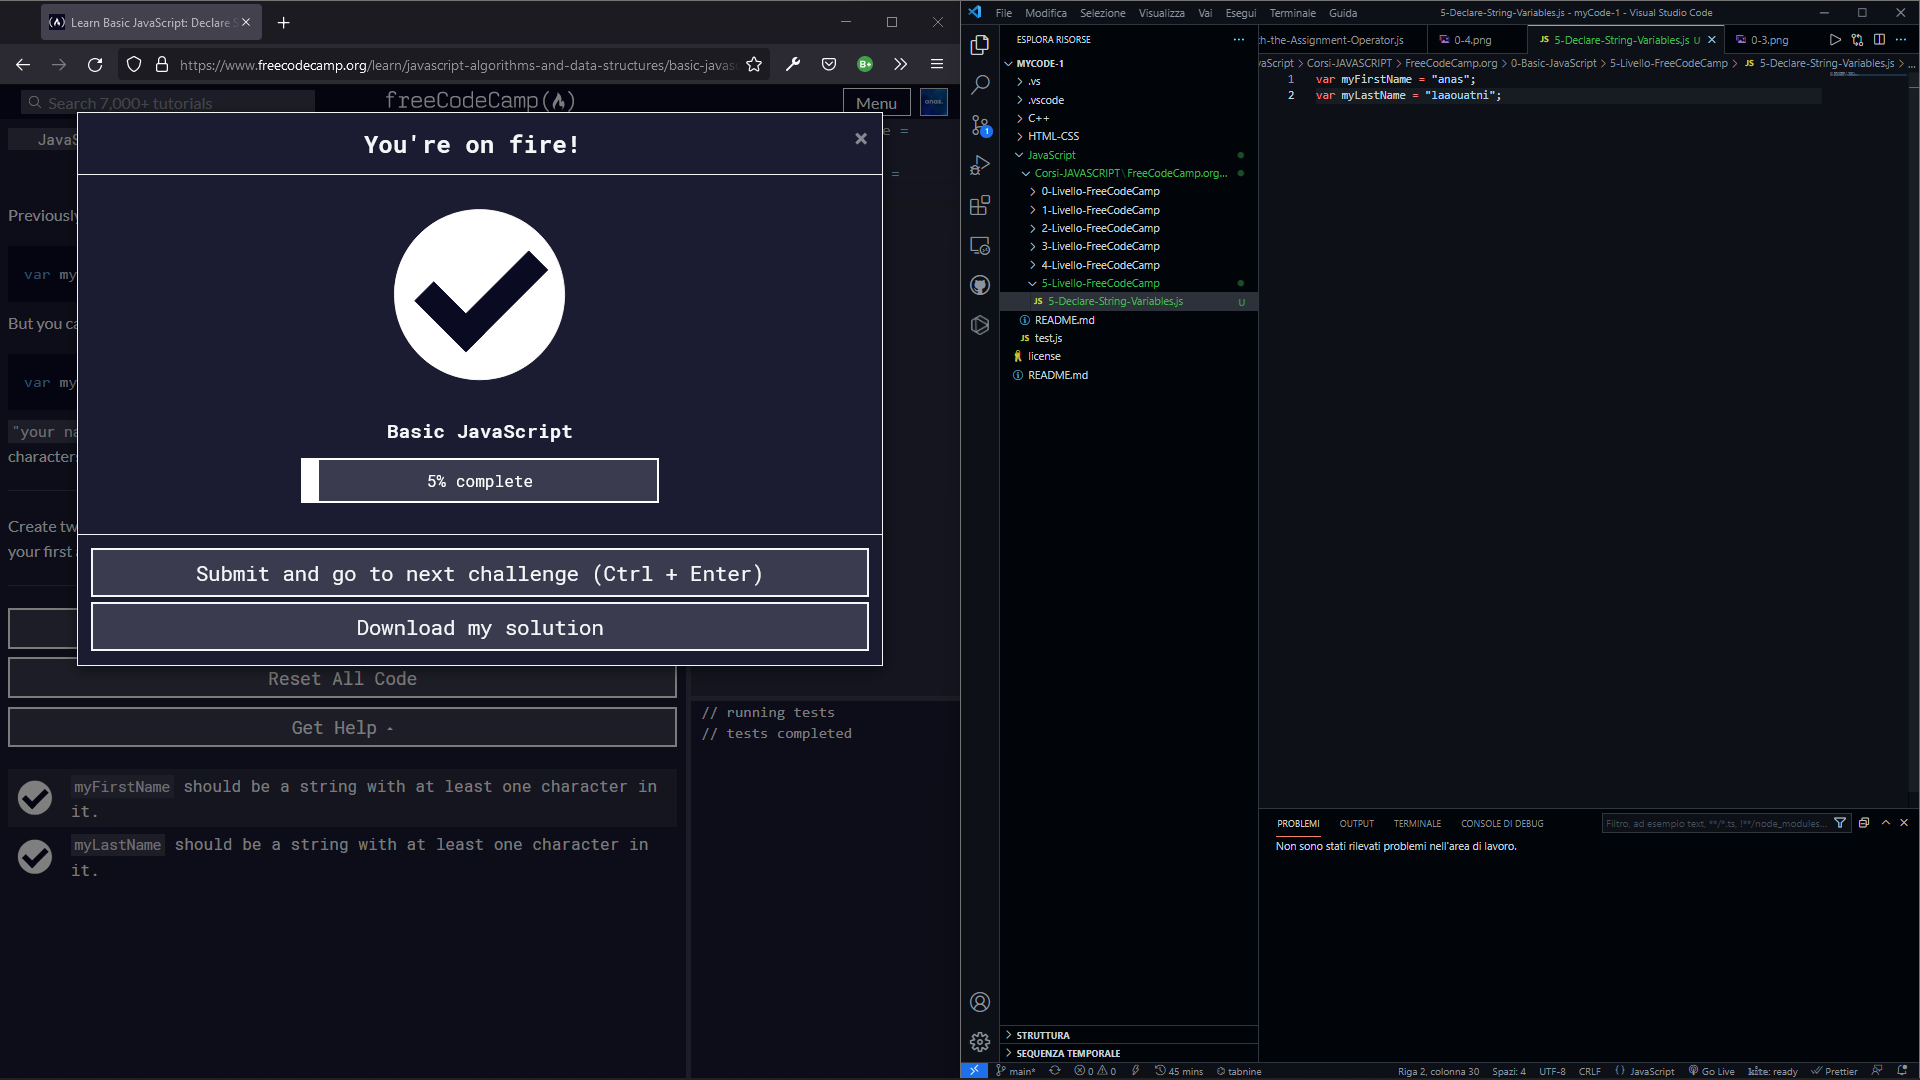 Learn Basic JavaScript: Declare S
https://www.freecodecamp.org/learn/javascript-algorithms-and-data-structures/basic-javas
Search 7,000+ tutorials
freeCodeCamp
Menu
anas.
JavaS
e =
=
You're on fire!
Previously
var my
But you ca
var my
"your na
characters
Create tw
your first
Basic JavaScript
5% complete
Submit and go to next challenge (Ctrl + Enter)
Download my solution
Reset All Code
Get Help
// running tests
// tests completed
myFirstName should be a string with at least one character in
it.
myLastName should be a string with at least one character in
it.
File Modifica Selezione Visualizza Vai Esegui Terminale Guida
5-Declare-String-Variables.js - myCode-1 - Visual Studio Code
ESPLORA RISORSE
th-the-Assignment-Operator.js
0-4.png
JS 5-Declare-String-Variables.js U
0-3.png
vaScript > Corsi-JAVASCRIPT > FreeCodeCamp.org > 0-Basic-JavaScript > 5-Livello-FreeCodeCamp > JS 5-Declare-String-Variables.js > ...
MYCODE-1
.vs
.vscode
C++
HTML-CSS
JavaScript
Corsi-JAVASCRIPT\FreeCodeCamp.org...
0-Livello-FreeCodeCamp
1-Livello-FreeCodeCamp
2-Livello-FreeCodeCamp
3-Livello-FreeCodeCamp
4-Livello-FreeCodeCamp
5-Livello-FreeCodeCamp
JS 5-Declare-String-Variables.js U
README.md
JS test.js
license
README.md
1
1 var myFirstName = "anas";
2 var myLastName = "laaouatni";
PROBLEMI OUTPUT TERMINALE CONSOLE DI DEBUG
Filtro, ad esempio text, **/*.ts, !**/node_modules...
Non sono stati rilevati problemi nell'area di lavoro.
STRUTTURA
SEQUENZA TEMPORALE
main* 0 0 45 mins tabnine
Riga 2, colonna 30 Spazi: 4 UTF-8 CRLF JavaScript Go Live kite: ready Prettier